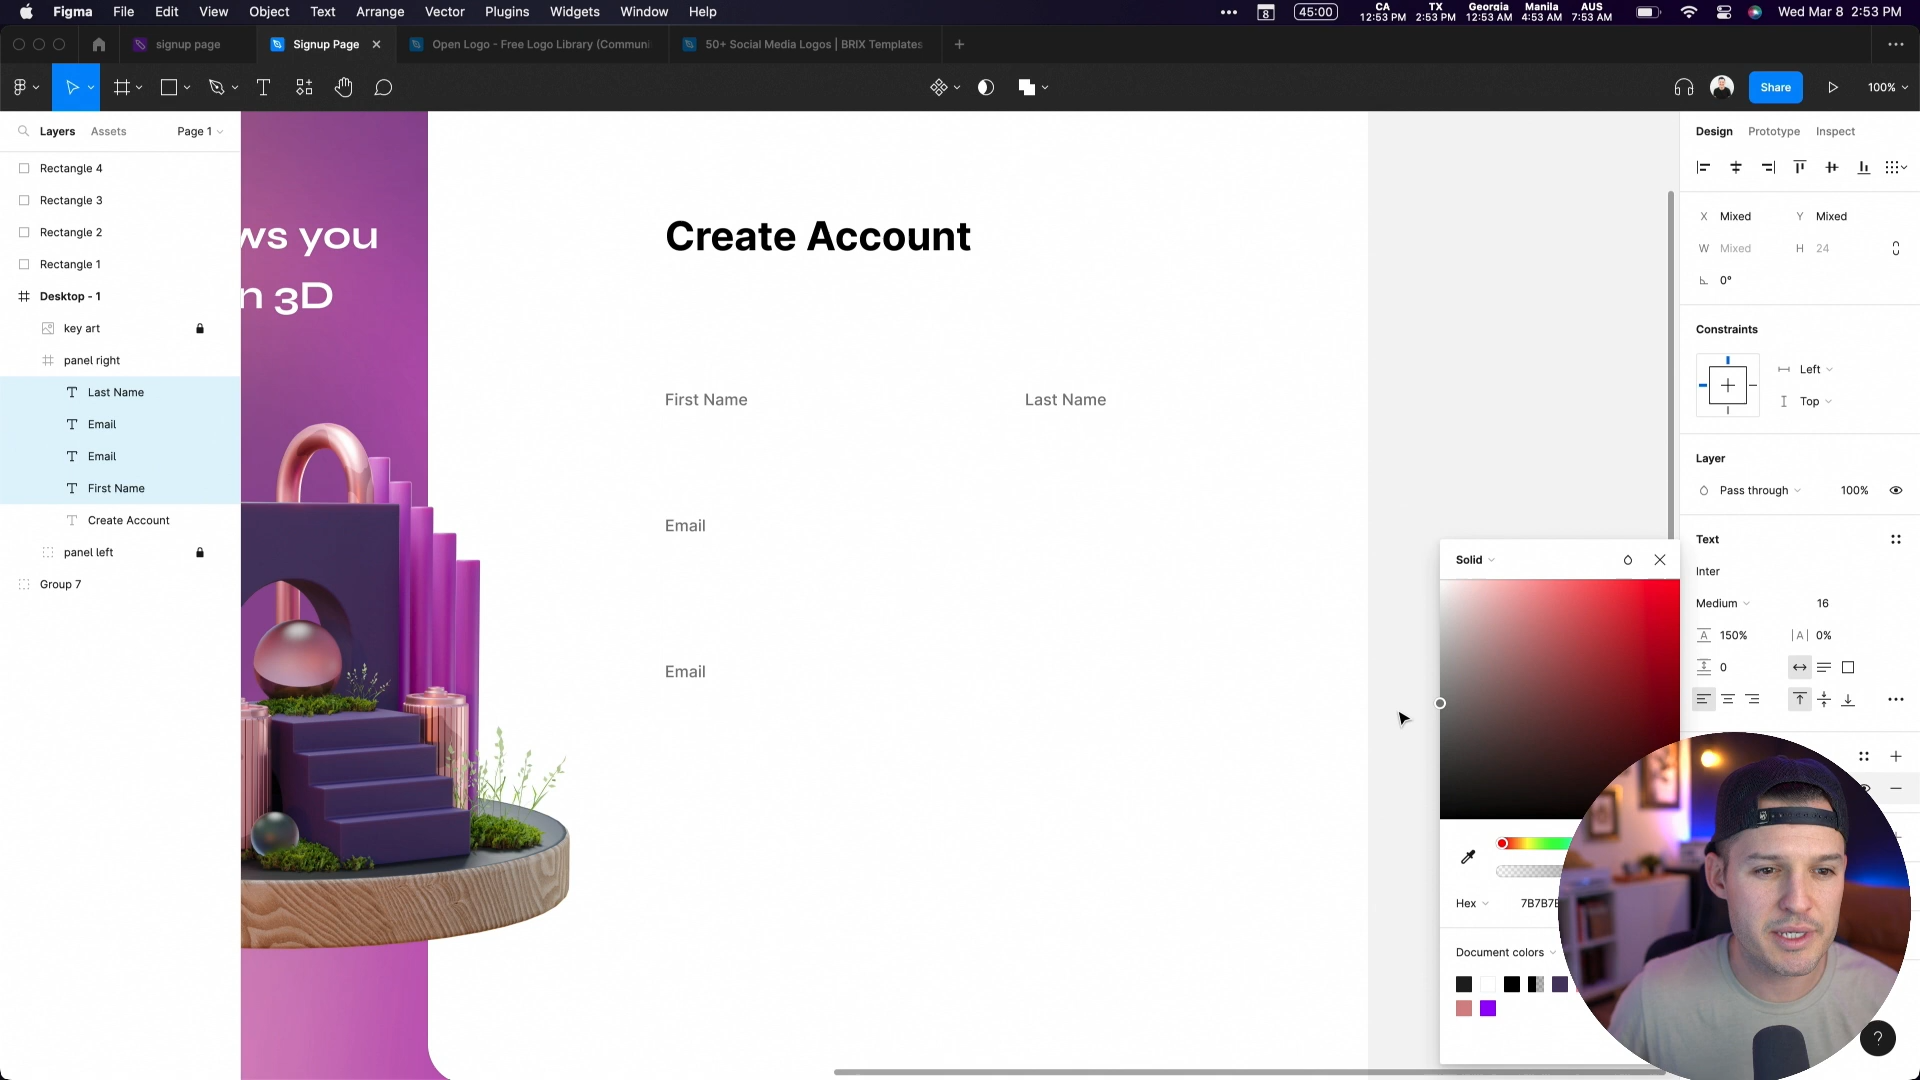 Figma File Edit View Object Text Arrange Vector Plugins Widgets Window Help
8 45:00 CA 12:53 PM TX 2:53 PM Georgia 12:53 AM Manila 4:53 AM AUS 7:53 AM Wed Mar 8 2:53 PM
signup page
Signup Page
Open Logo - Free Logo Library (Commun
50+ Social Media Logos | BRIX Templates
Share
100%
Layers Assets Page 1
Rectangle 4
Rectangle 3
Rectangle 2
Rectangle 1
Desktop - 1
key art
panel right
Last Name
Email
Email
First Name
Create Account
panel left
Group 7
ws you
n 3D
Create Account
First Name Last Name
Email
Email
Solid
Hex 7B7B7B
Document colors
Design Prototype Inspect
X Mixed Y Mixed
W Mixed H 24
0°
Constraints
Left
Top
Layer
Pass through 100%
Text
Inter
Medium 16
150% |A| 0%
0
?